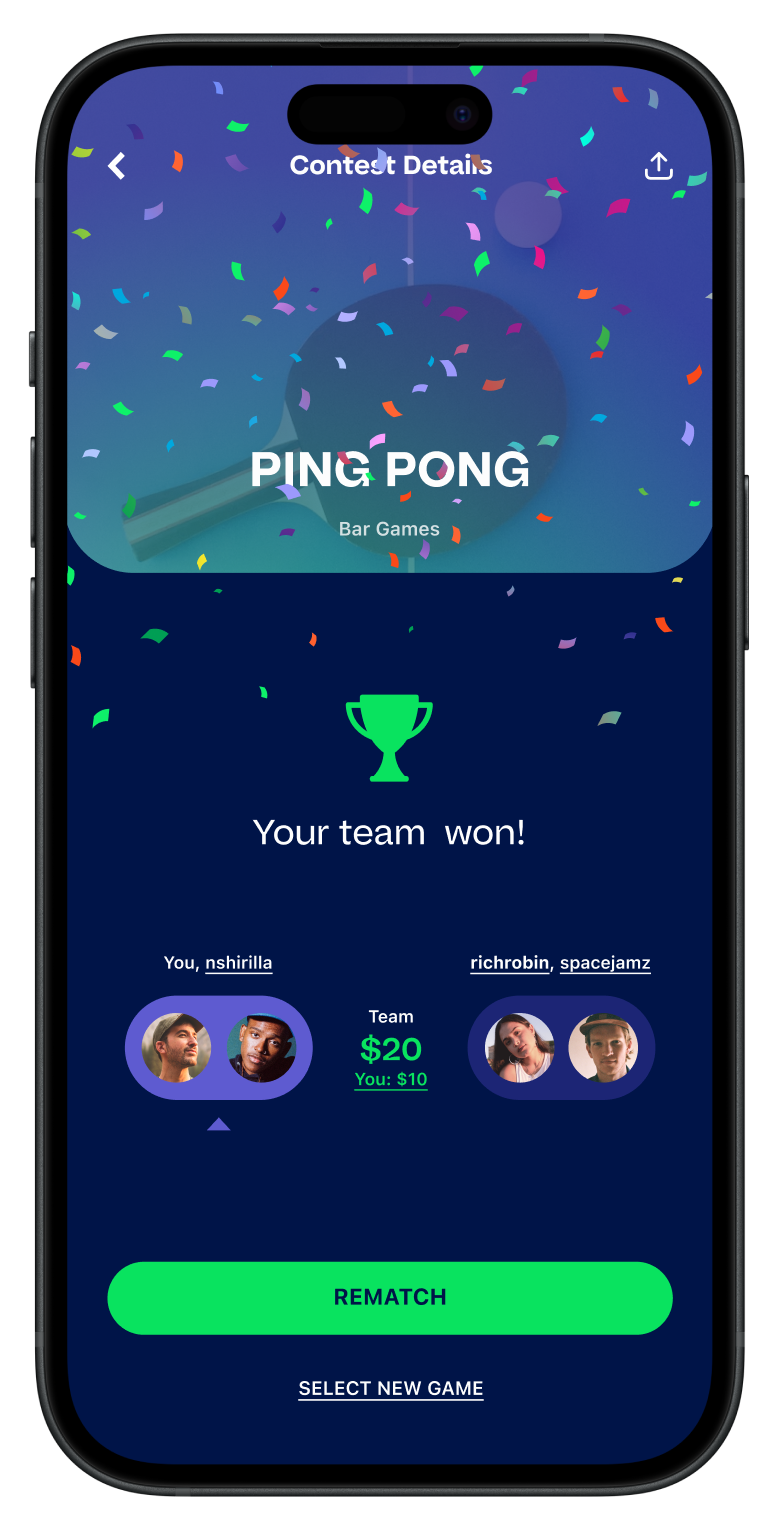 Contest Details
PING PONG
Bar Games
Your team won!
You, nshirilla
richrobin, spacejamz
Team
$20
You: $10
REMATCH
SELECT NEW GAME